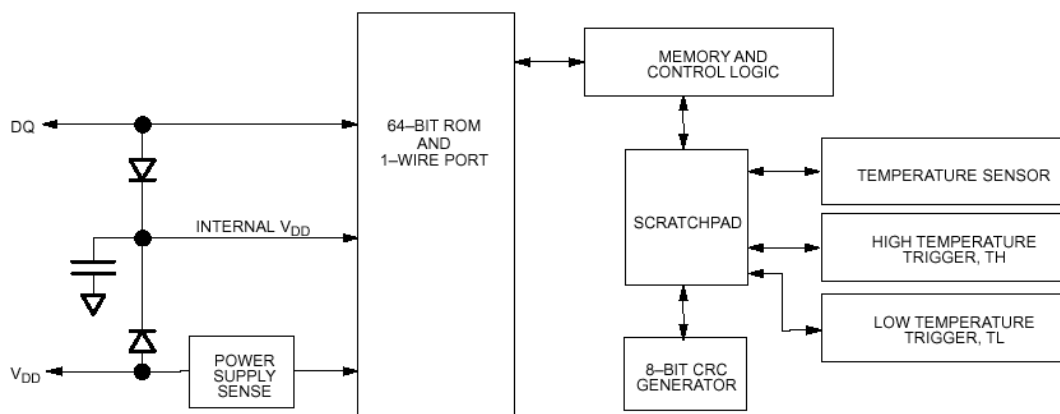 DQ
INTERNAL VDD
VDD
POWER
SUPPLY
SENSE
64–BIT ROM
AND
1–WIRE PORT
MEMORY AND
CONTROL LOGIC
SCRATCHPAD
8–BIT CRC
GENERATOR
TEMPERATURE SENSOR
HIGH TEMPERATURE
TRIGGER, TH
LOW TEMPERATURE
TRIGGER, TL